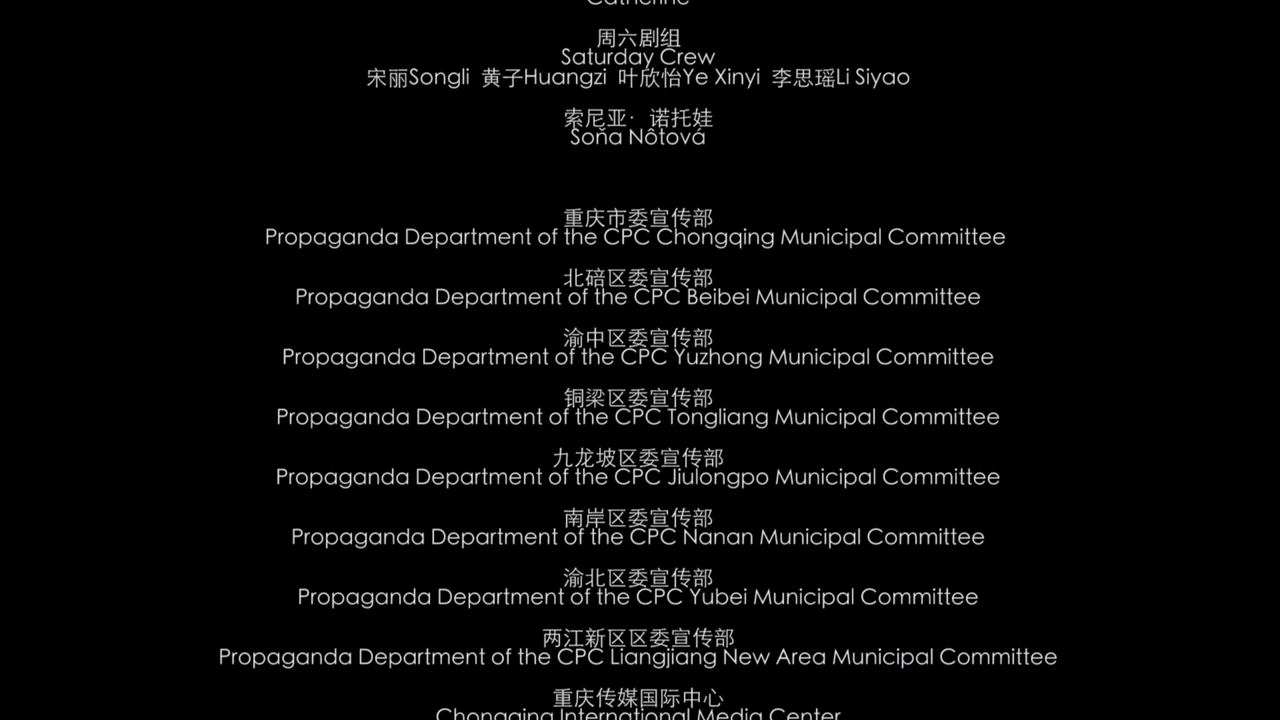 Catherine
周六剧组
Saturday Crew
宋丽Songli 黄子Huangzi 叶欣怡Ye Xinyi 李思瑶Li Siyao
索尼亚· 诺托娃
Soňa Nôtová
重庆市委宣传部
Propaganda Department of the CPC Chongqing Municipal Committee
北碚区委宣传部
Propaganda Department of the CPC Beibei Municipal Committee
渝中区委宣传部
Propaganda Department of the CPC Yuzhong Municipal Committee
铜梁区委宣传部
Propaganda Department of the CPC Tongliang Municipal Committee
九龙坡区委宣传部
Propaganda Department of the CPC Jiulongpo Municipal Committee
南岸区委宣传部
Propaganda Department of the CPC Nanan Municipal Committee
渝北区委宣传部
Propaganda Department of the CPC Yubei Municipal Committee
两江新区区委宣传部
Propaganda Department of the CPC Liangjiang New Area Municipal Committee
重庆传媒国际中心
Chongqing International Media Center